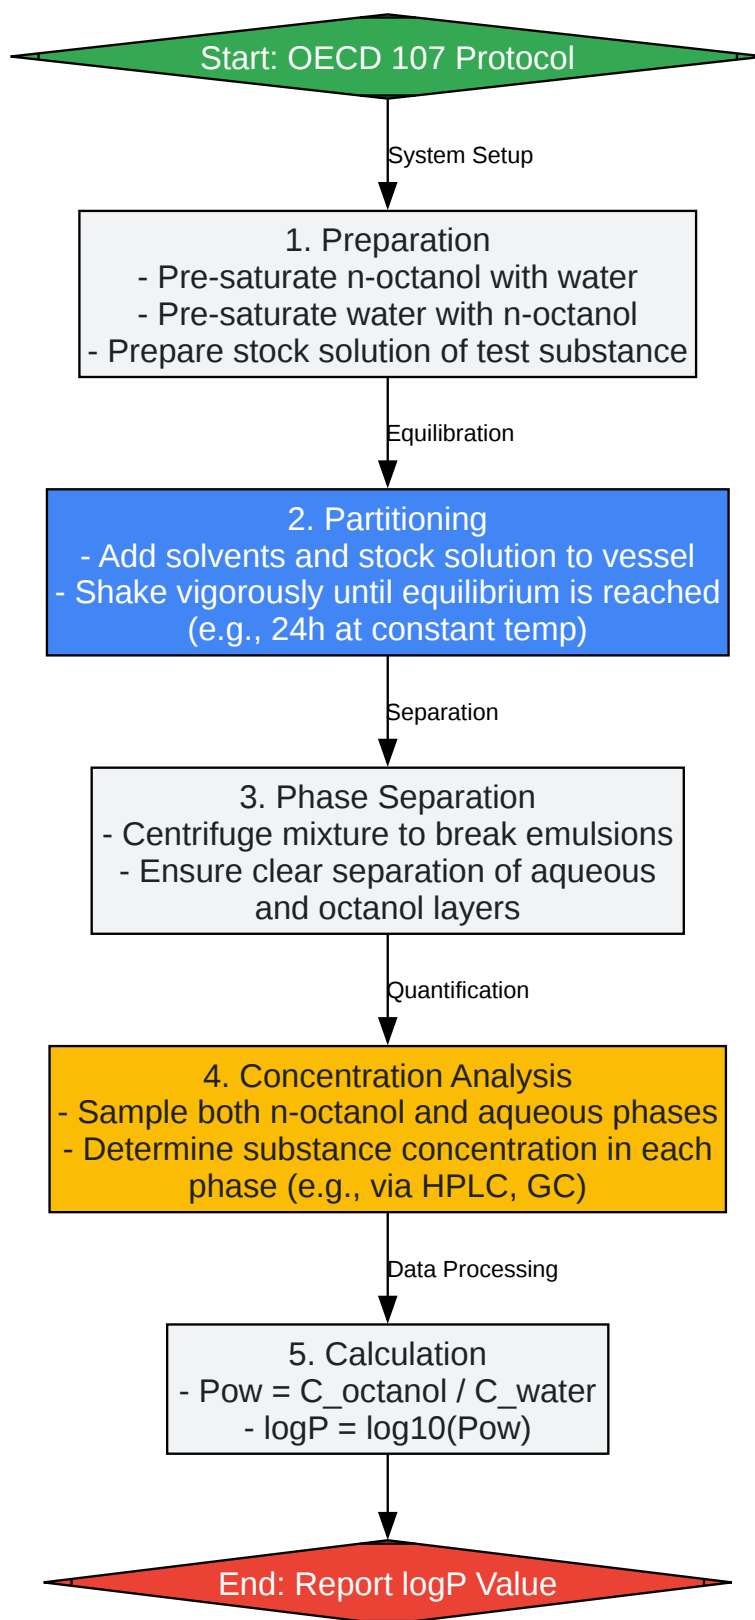 Start: OECD 107 Protocol
System Setup
1. Preparation
- Pre-saturate n-octanol with water
- Pre-saturate water with n-octanol
- Prepare stock solution of test substance
Equilibration
2. Partitioning
- Add solvents and stock solution to vessel
- Shake vigorously until equilibrium is reached
(e.g., 24h at constant temp)
Separation
3. Phase Separation
- Centrifuge mixture to break emulsions
- Ensure clear separation of aqueous
and octanol layers
Quantification
4. Concentration Analysis
- Sample both n-octanol and aqueous phases
- Determine substance concentration in each
phase (e.g., via HPLC, GC)
Data Processing
5. Calculation
- Pow = C_octanol / C_water
- logP = log10(Pow)
End: Report logP Value